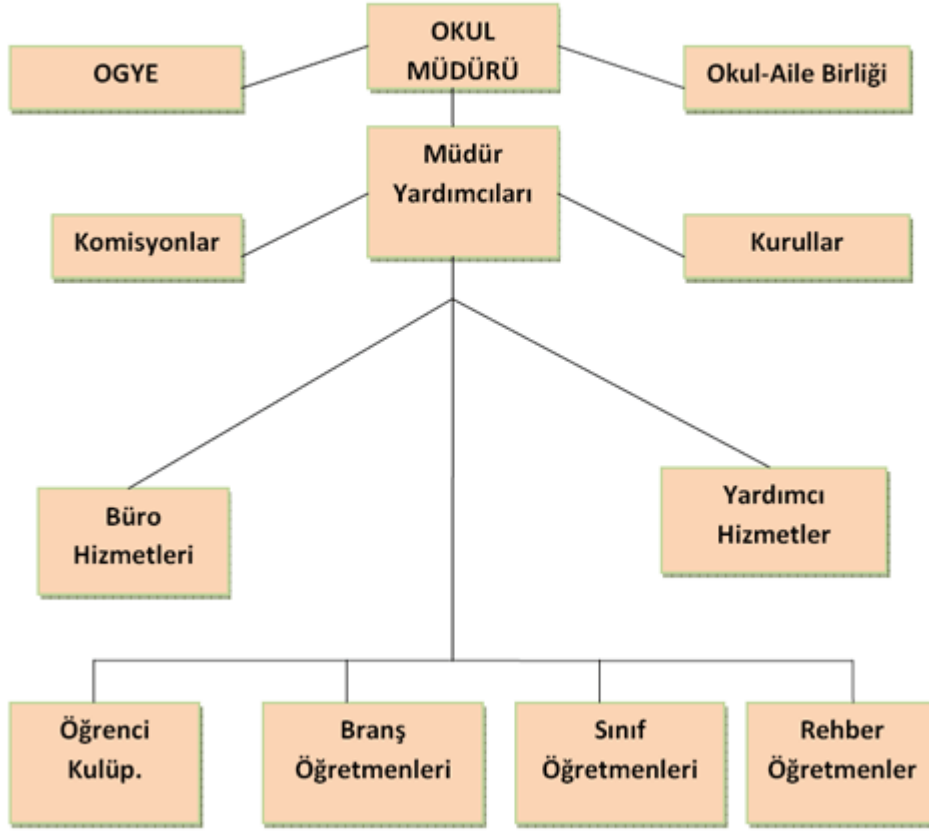 OKUL
MÜDÜRÜ
OGYE
Okul-Aile Birliği
Müdür
Yardımcıları
Komisyonlar
Kurullar
Büro
Hizmetleri
Yardımcı
Hizmetler
Öğrenci
Kulüp.
Branş
Öğretmenleri
Sınıf
Öğretmenleri
Rehber
Öğretmenler